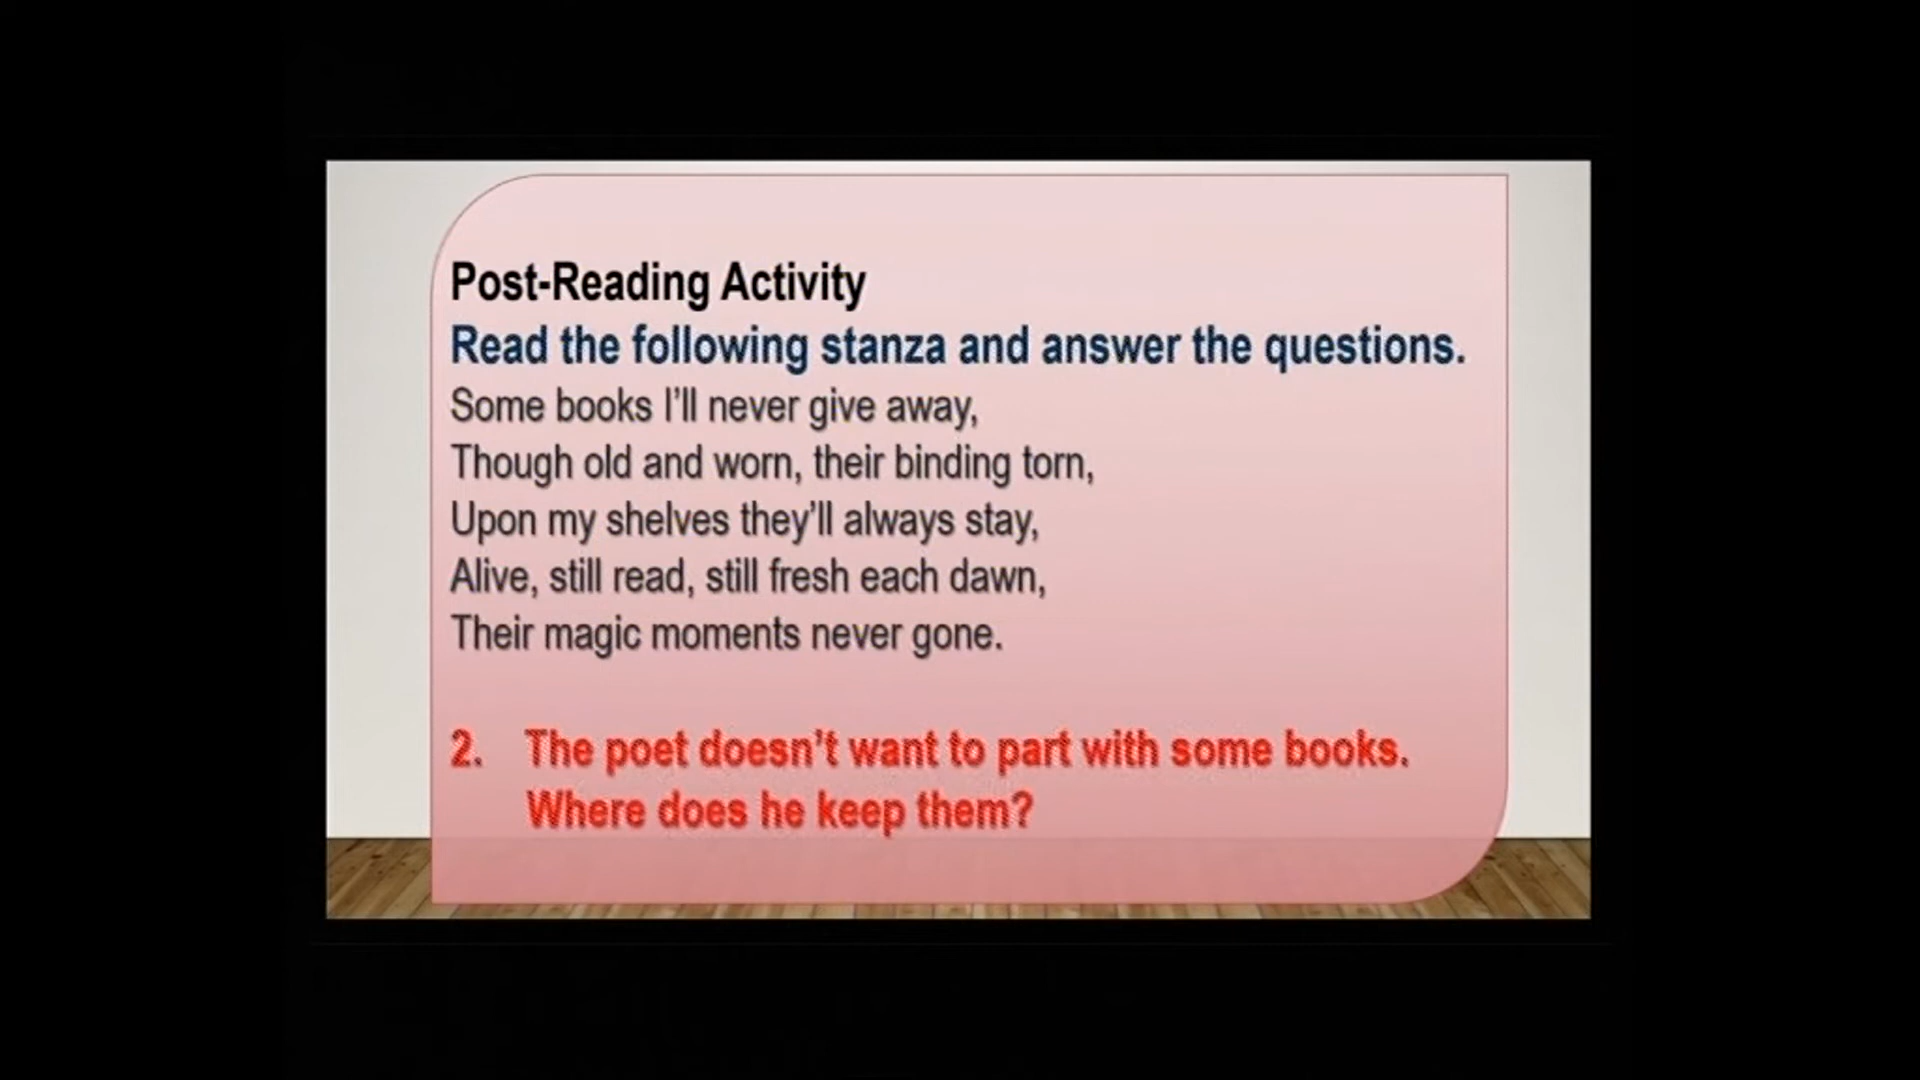 Post-Reading Activity
Read the following stanza and answer the questions.
Some books I'll never give away,
Though old and worn, their binding torn,
Upon my shelves they'll always stay,
Alive, still read, still fresh each dawn,
Their magic moments never gone.
2. The poet doesn't want to part with some books.
Where does he keep them?